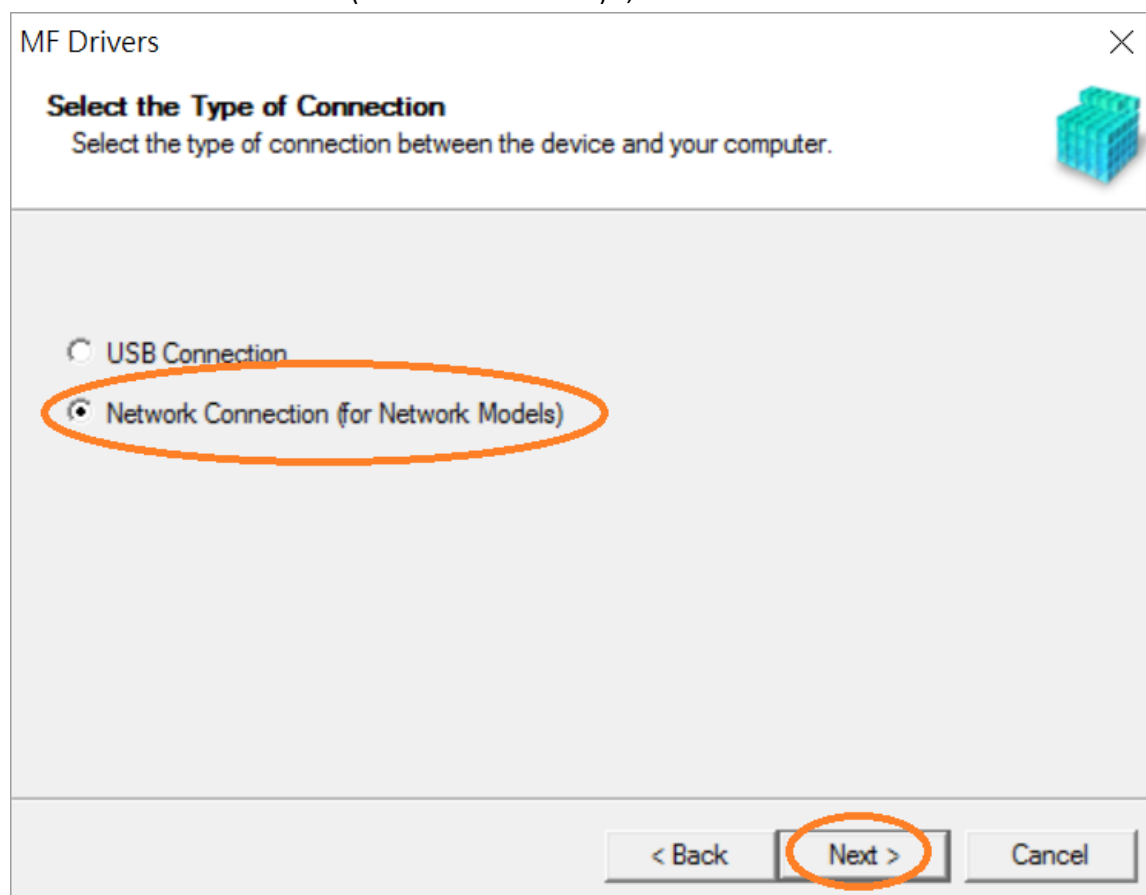 MF Drivers
Select the Type of Connection
Select the type of connection between the device and your computer.
USB Connection
Network Connection (for Network Models)
< Back Next > Cancel